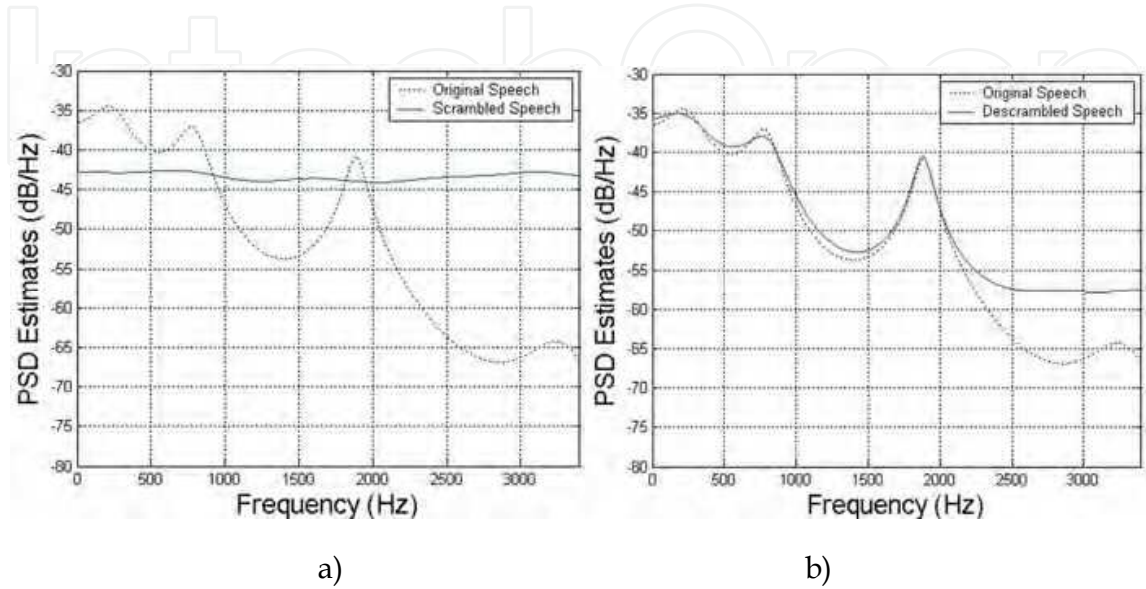 IntechOpen
-30
-35
-40
-45
-50
-55
-60
-65
-70
-75
-80
PSD Estimates (dB/Hz)
Original Speech
Scrambled Speech
0 500 1000 1500 2000 2500 3000
Frequency (Hz)
a)
-30
-35
-40
-45
-50
-55
-60
-65
-70
-75
-80
PSD Estimates (dB/Hz)
Original Speech
Descrambled Speech
0 500 1000 1500 2000 2500 3000
Frequency (Hz)
b)